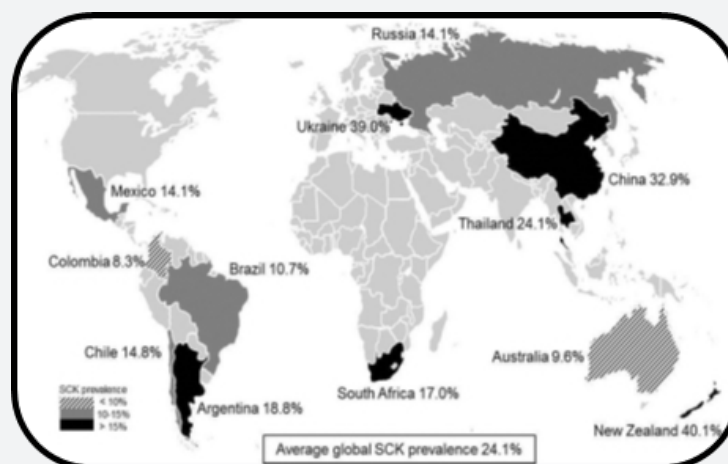 Russia 14.1%
Ukraine 39.0%
China 32.9%
Mexico 14.1%
Thailand 24.1%
Colombia 8.3%
Brazil 10.7%
Chile 14.8%
Australia 9.6%
SCK prevalence
< 10%
10-15%
> 15%
South Africa 17.0%
Argentina 18.8%
New Zealand 40.1%
Average global SCK prevalence 24.1%